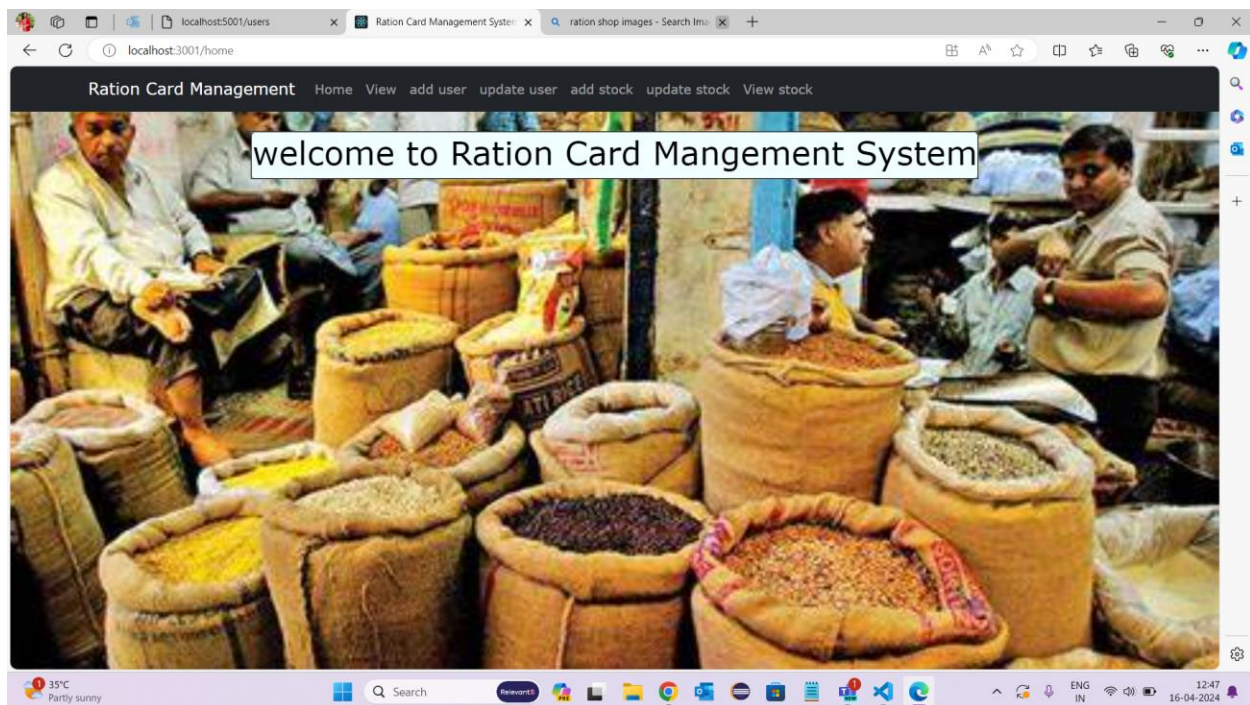 localhost:5001/users
Ration Card Management System
ration shop images - Search Ima
localhost:3001/home
Ration Card Management Home View add user update user add stock update stock View stock
welcome to Ration Card Mangement System
35°C
Partly sunny
Search
ENG
IN
12:47
16-04-2024